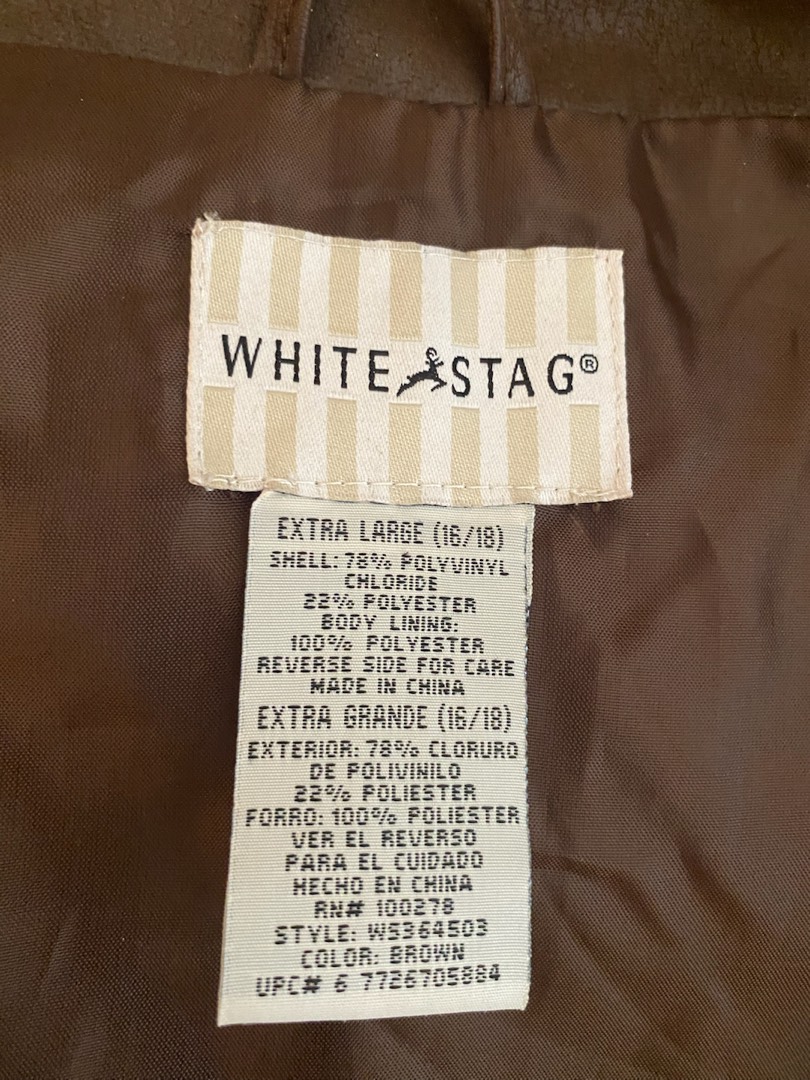 WHITE STAG®
EXTRA LARGE (16/18)
SHELL: 78% POLYVINYL
CHLORIDE
22% POLYESTER
BODY LINING:
100% POLYESTER
REVERSE SIDE FOR CARE
MADE IN CHINA
EXTRA GRANDE (16/18)
EXTERIOR: 78% CLORURO
DE POLIVINILO
22% POLIESTER
FORRO: 100% POLIESTER
VER EL REVERSO
PARA EL CUIDADO
HECHO EN CHINA
RN# 100278
STYLE: WS364503
COLOR: BROWN
UPC# 6 7726705884